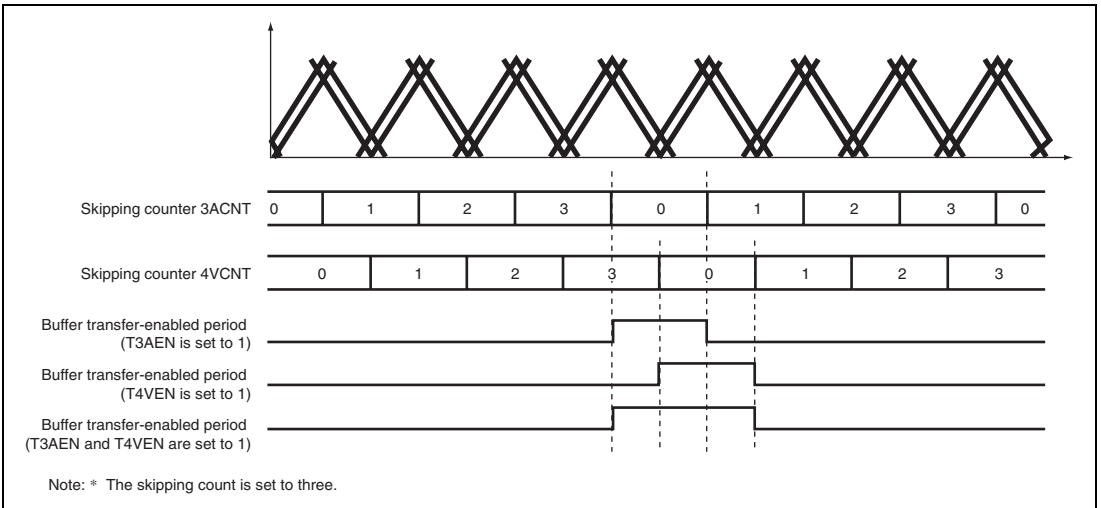 Skipping counter 3ACNT 0 1 2 3 0 1 2 3 0
Skipping counter 4VCNT 0 1 2 3 0 1 2 3
Buffer transfer-enabled period
(T3AEN is set to 1)
Buffer transfer-enabled period
(T4VEN is set to 1)
Buffer transfer-enabled period
(T3AEN and T4VEN are set to 1)
Note: * The skipping count is set to three.